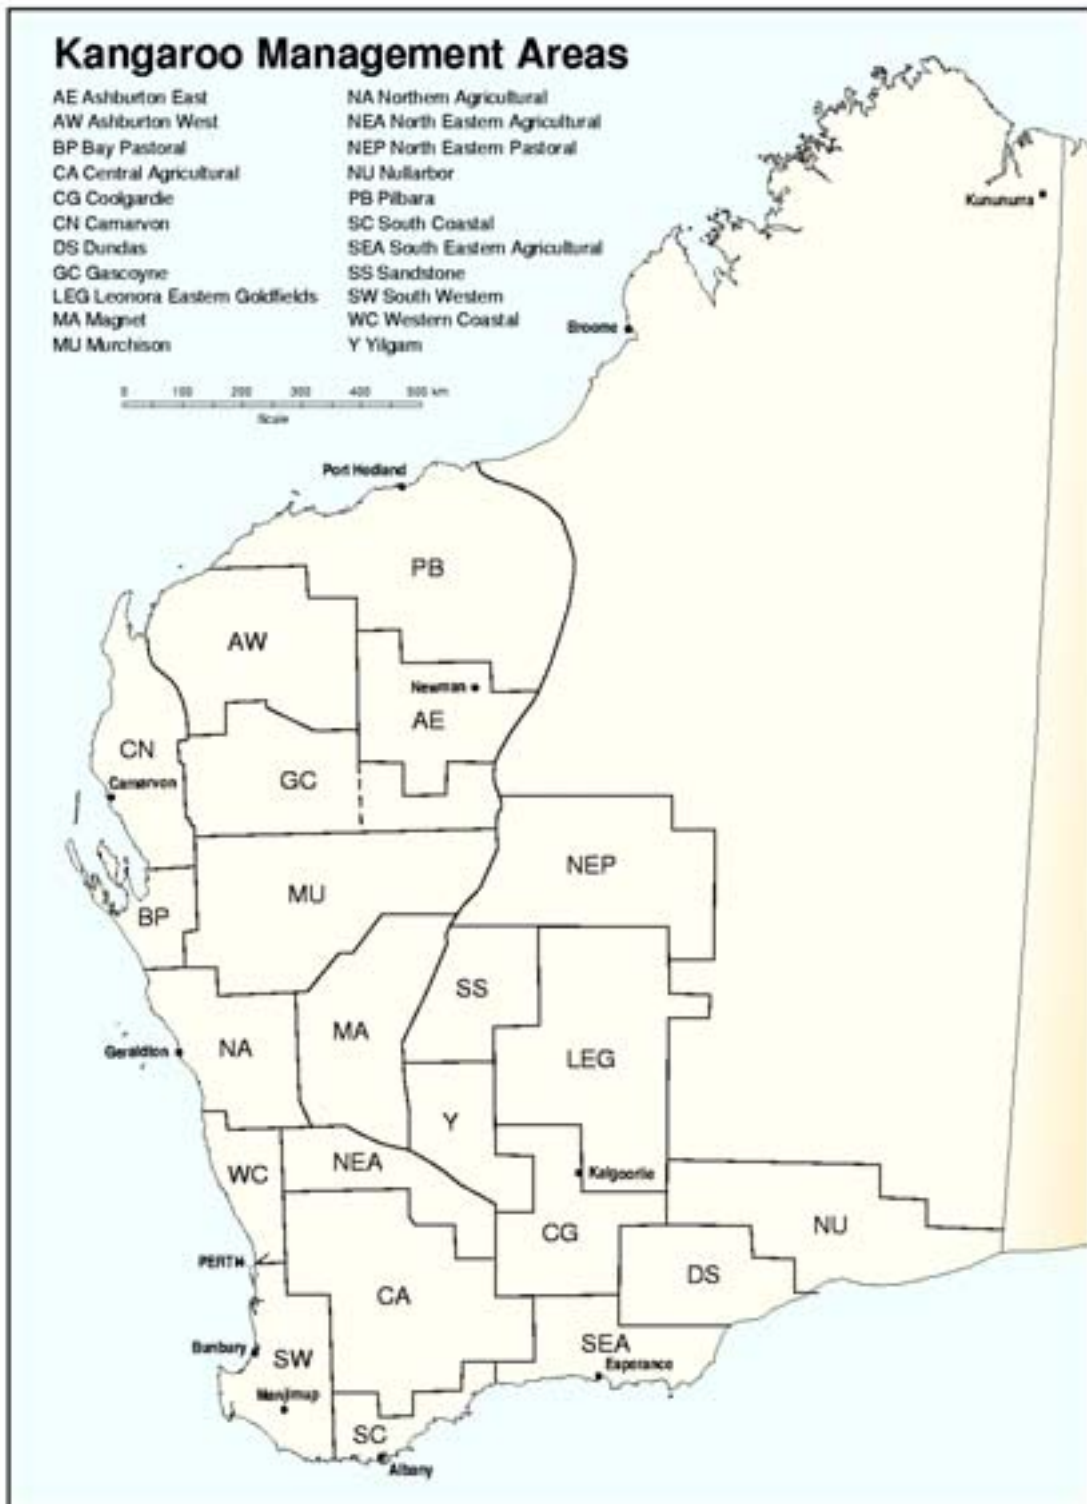 Kangaroo Management Areas
AE Ashburton East
AW Ashburton West
BP Bay Pastoral
CA Central Agricultural
CG Coolgardie
CN Carnarvon
DS Dundas
GC Gascoyne
LEG Leonora Eastern Goldfields
MA Magnet
MU Murchison
NA Northern Agricultural
NEA North Eastern Agricultural
NEP North Eastern Pastoral
NU Nullarbor
PB Pilbara
SC South Coastal
SEA South Eastern Agricultural
SS Sandstone
SW South Western
WC Western Coastal
Y Yilgarn
0 100 200 300 400 500 km
Scale
Kununurra
Broome
Port Hedland
PB
AW
Newman
AE
CN
Carnarvon
GC
NEP
MU
BP
SS
MA
NA
Geraldton
LEG
Y
NEA
WC
Kalgoorlie
NU
CG
PERTH
DS
CA
SEA
Bunbury
SW
Esperance
Manjimup
SC
Albany